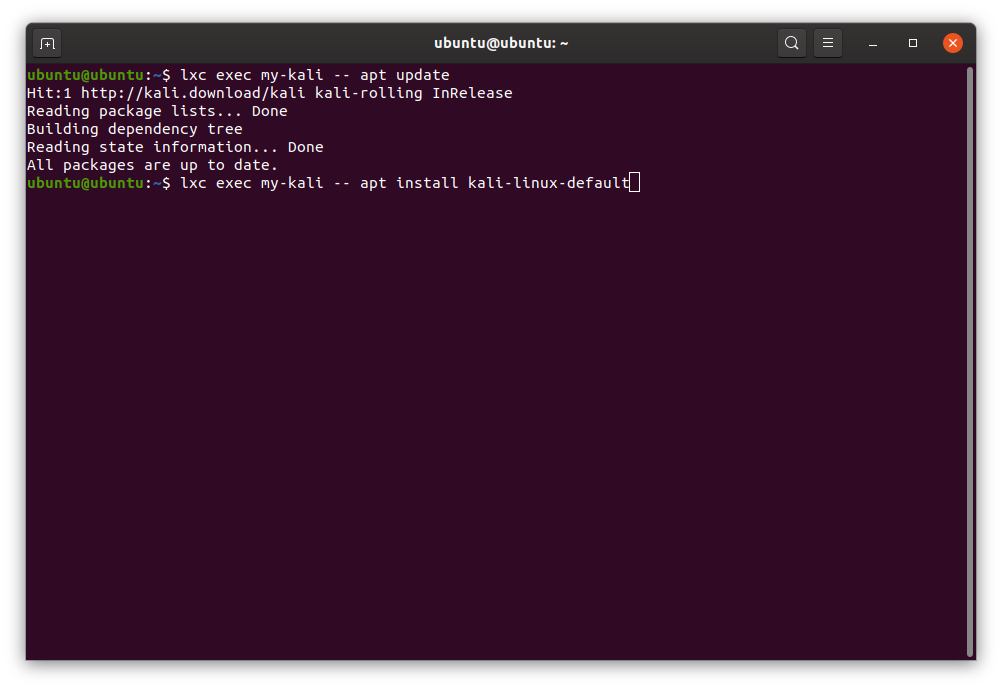 ubuntu@ubuntu: ~
ubuntu@ubuntu:~$ lxc exec my-kali -- apt update
Hit:1 http://kali.download/kali kali-rolling InRelease
Reading package lists... Done
Building dependency tree
Reading state information... Done
All packages are up to date.
ubuntu@ubuntu:~$ lxc exec my-kali -- apt install kali-linux-default